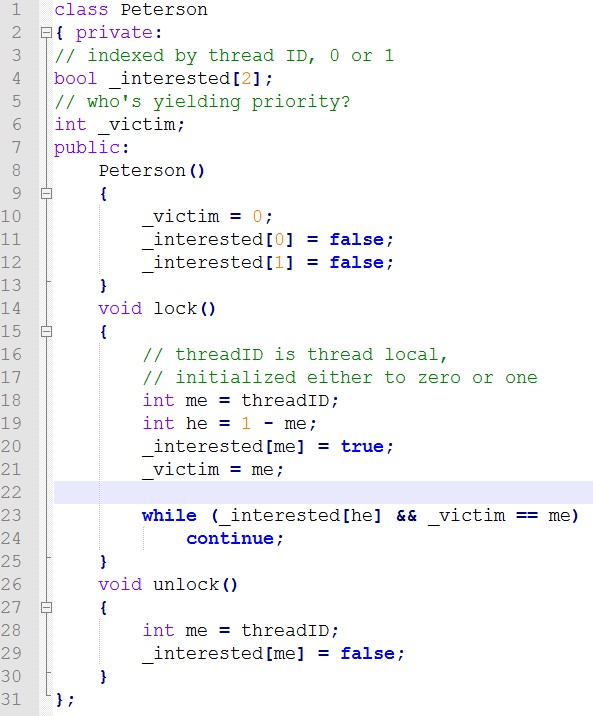 1 class Peterson
2 { private:
3 // indexed by thread ID, 0 or 1
4 bool _interested[2];
5 // who's yielding priority?
6 int _victim;
7 public:
8     Peterson()
9     {
10         _victim = 0;
11         _interested[0] = false;
12         _interested[1] = false;
13     }
14     void lock()
15     {
16         // threadID is thread local,
17         // initialized either to zero or one
18         int me = threadID;
19         int he = 1 - me;
20         _interested[me] = true;
21         _victim = me;
22
23         while (_interested[he] && _victim == me)
24             continue;
25     }
26     void unlock()
27     {
28         int me = threadID;
29         _interested[me] = false;
30     }
31 };